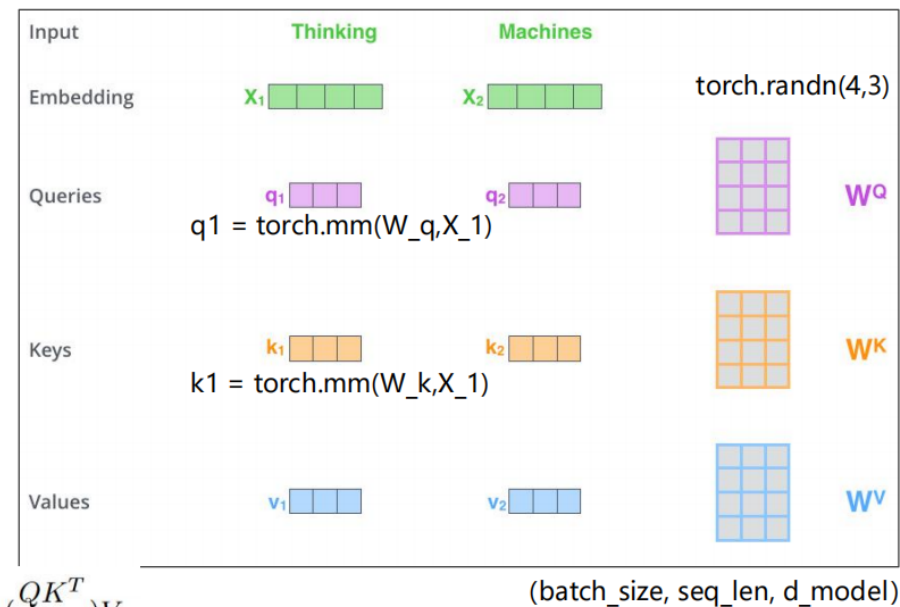 Input Thinking Machines
Embedding X1 X2 torch.randn(4,3)
Queries q1 q2 WQ
q1 = torch.mm(W_q,X_1)
Keys k1 k2 WK
k1 = torch.mm(W_k,X_1)
Values v1 v2 WV
QK^T
(batch_size, seq_len, d_model)